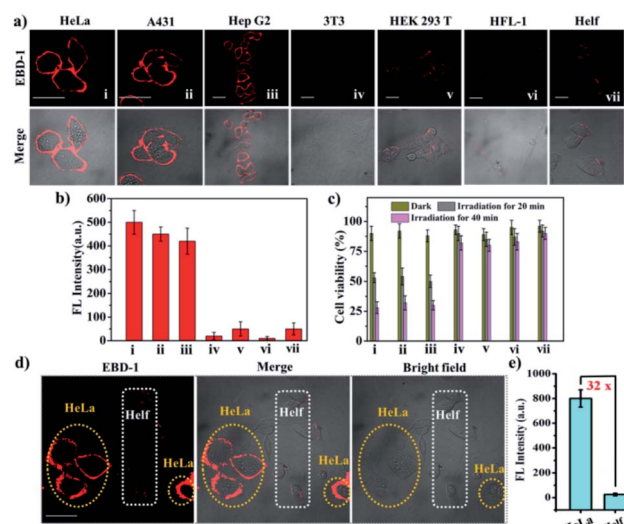 a)
HeLa A431 Hep G2 3T3 HEK 293 T HFL-1 Helf
EBD-1
i ii iii iv v vi vii
Merge
b)
FL Intensity(a.u.)
600
500
400
300
200
100
0
i ii iii iv v vi vii
c)
Cell viability (%)
Dark Irradiation for 20 min
Irradiation for 40 min
100
75
50
25
0
i ii iii iv v vi vii
d)
EBD-1 Merge Bright field
HeLa Helf HeLa
HeLa Helf HeLa
HeLa Helf HeLa
e)
FL Intensity (a.u.)
32 x
800
600
400
200
0
HeLa Helf